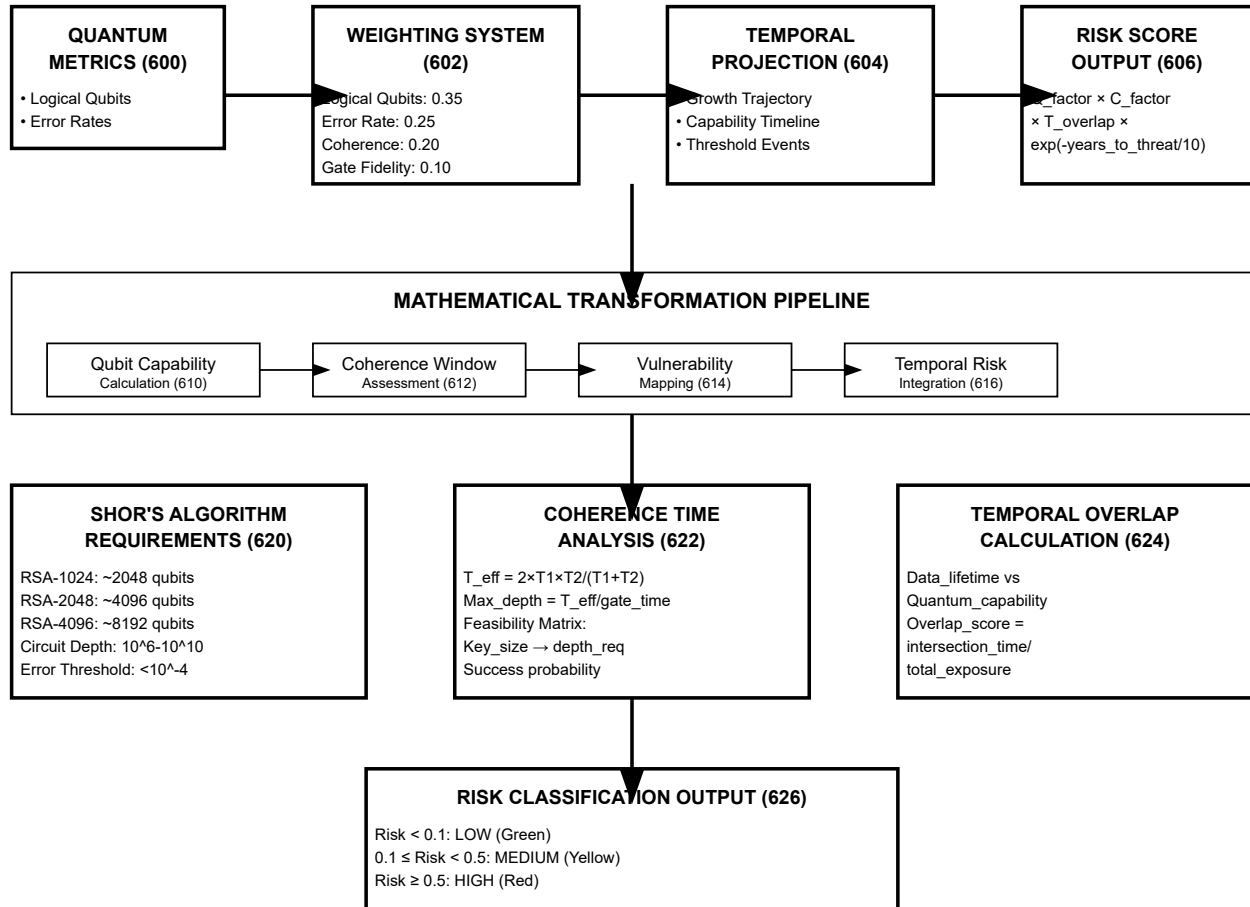 QUANTUM
METRICS (600)
• Logical Qubits
• Error Rates
WEIGHTING SYSTEM
(602)
Logical Qubits: 0.35
Error Rate: 0.25
Coherence: 0.20
Gate Fidelity: 0.10
TEMPORAL
PROJECTION (604)
• Growth Trajectory
• Capability Timeline
• Threshold Events
RISK SCORE
OUTPUT (606)
Q_factor × C_factor
× T_overlap ×
exp(-years_to_threat/10)
MATHEMATICAL TRANSFORMATION PIPELINE
Qubit Capability
Calculation (610)
Coherence Window
Assessment (612)
Vulnerability
Mapping (614)
Temporal Risk
Integration (616)
SHOR'S ALGORITHM
REQUIREMENTS (620)
RSA-1024: ~2048 qubits
RSA-2048: ~4096 qubits
RSA-4096: ~8192 qubits
Circuit Depth: 10^6-10^10
Error Threshold: <10^-4
COHERENCE TIME
ANALYSIS (622)
T_eff = 2×T1×T2/(T1+T2)
Max_depth = T_eff/gate_time
Feasibility Matrix:
Key_size → depth_req
Success probability
TEMPORAL OVERLAP
CALCULATION (624)
Data_lifetime vs
Quantum_capability
Overlap_score =
intersection_time/
total_exposure
RISK CLASSIFICATION OUTPUT (626)
Risk < 0.1: LOW (Green)
0.1 ≤ Risk < 0.5: MEDIUM (Yellow)
Risk ≥ 0.5: HIGH (Red)